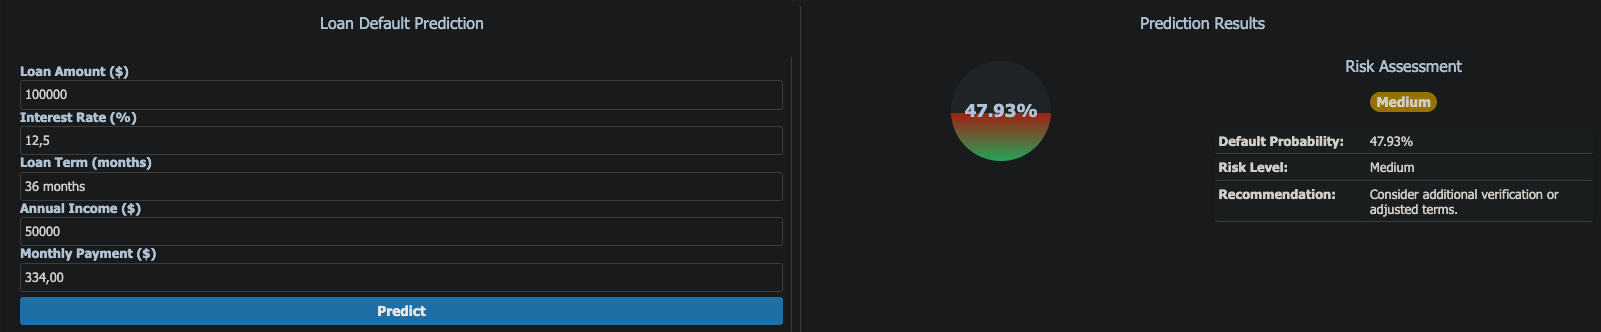 Loan Default Prediction
Loan Amount ($)
100000
Interest Rate (%)
12,5
Loan Term (months)
36 months
Annual Income ($)
50000
Monthly Payment ($)
334,00
Predict
Prediction Results
47.93%
Risk Assessment
Medium
Default Probability: 47.93%
Risk Level: Medium
Recommendation: Consider additional verification or
adjusted terms.